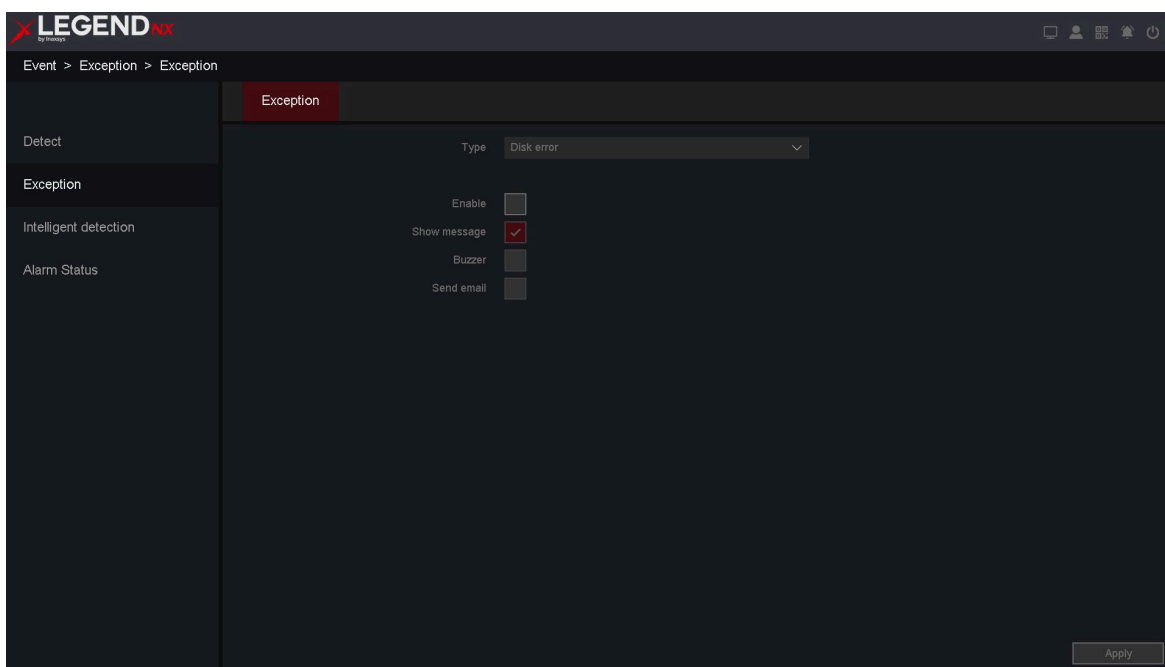 LEGEND NX
by froxsys
Event > Exception > Exception
Exception
Detect
Exception
Intelligent detection
Alarm Status
Type Disk error
Enable
Show message
Buzzer
Send email
Apply